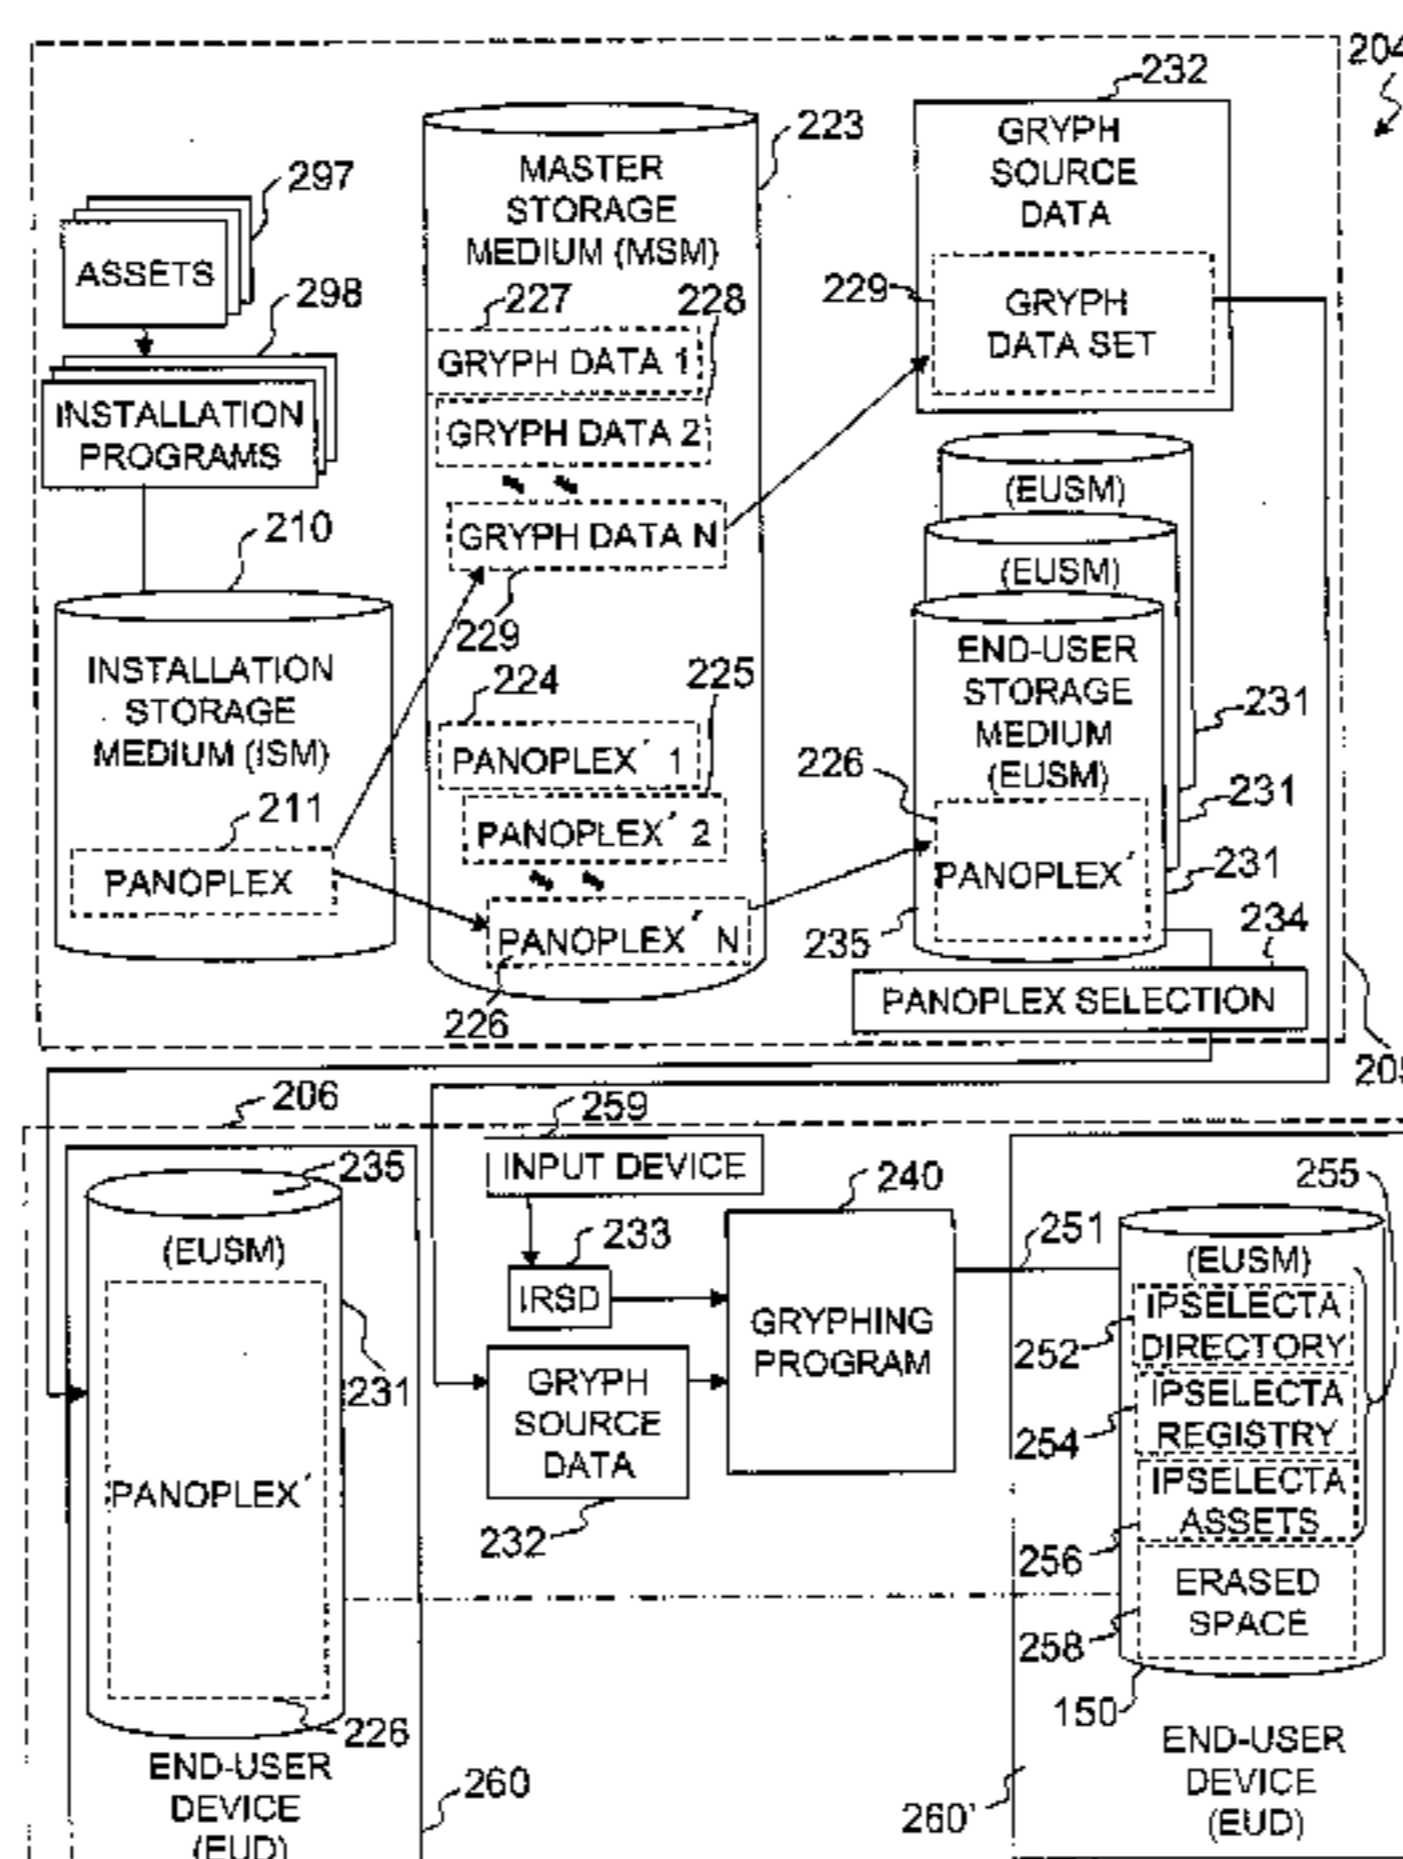 204
232
GRYPH
SOURCE
DATA
229
GRYPH
DATA SET
223
MASTER
STORAGE
MEDIUM (MSM)
227
228
GRYPH DATA 1
GRYPH DATA 2
GRYPH DATA N
229
224
225
PANOPLEX´ 1
PANOPLEX´ 2
PANOPLEX´ N
226
297
ASSETS
298
INSTALLATION
PROGRAMS
210
INSTALLATION
STORAGE
MEDIUM (ISM)
211
PANOPLEX
(EUSM)
(EUSM)
END-USER
STORAGE
MEDIUM
(EUSM)
231
231
231
226
PANOPLEX´
235
234
PANOPLEX SELECTION
206
235
(EUSM)
231
PANOPLEX´
226
END-USER
DEVICE
(EUD)
260
259
INPUT DEVICE
233
IRSD
GRYPH
SOURCE
DATA
232
240
GRYPHING
PROGRAM
251
255
(EUSM)
IPSELECTA
DIRECTORY
252
IPSELECTA
REGISTRY
254
IPSELECTA
ASSETS
256
ERASED
SPACE
258
150
END-USER
DEVICE
(EUD)
260'